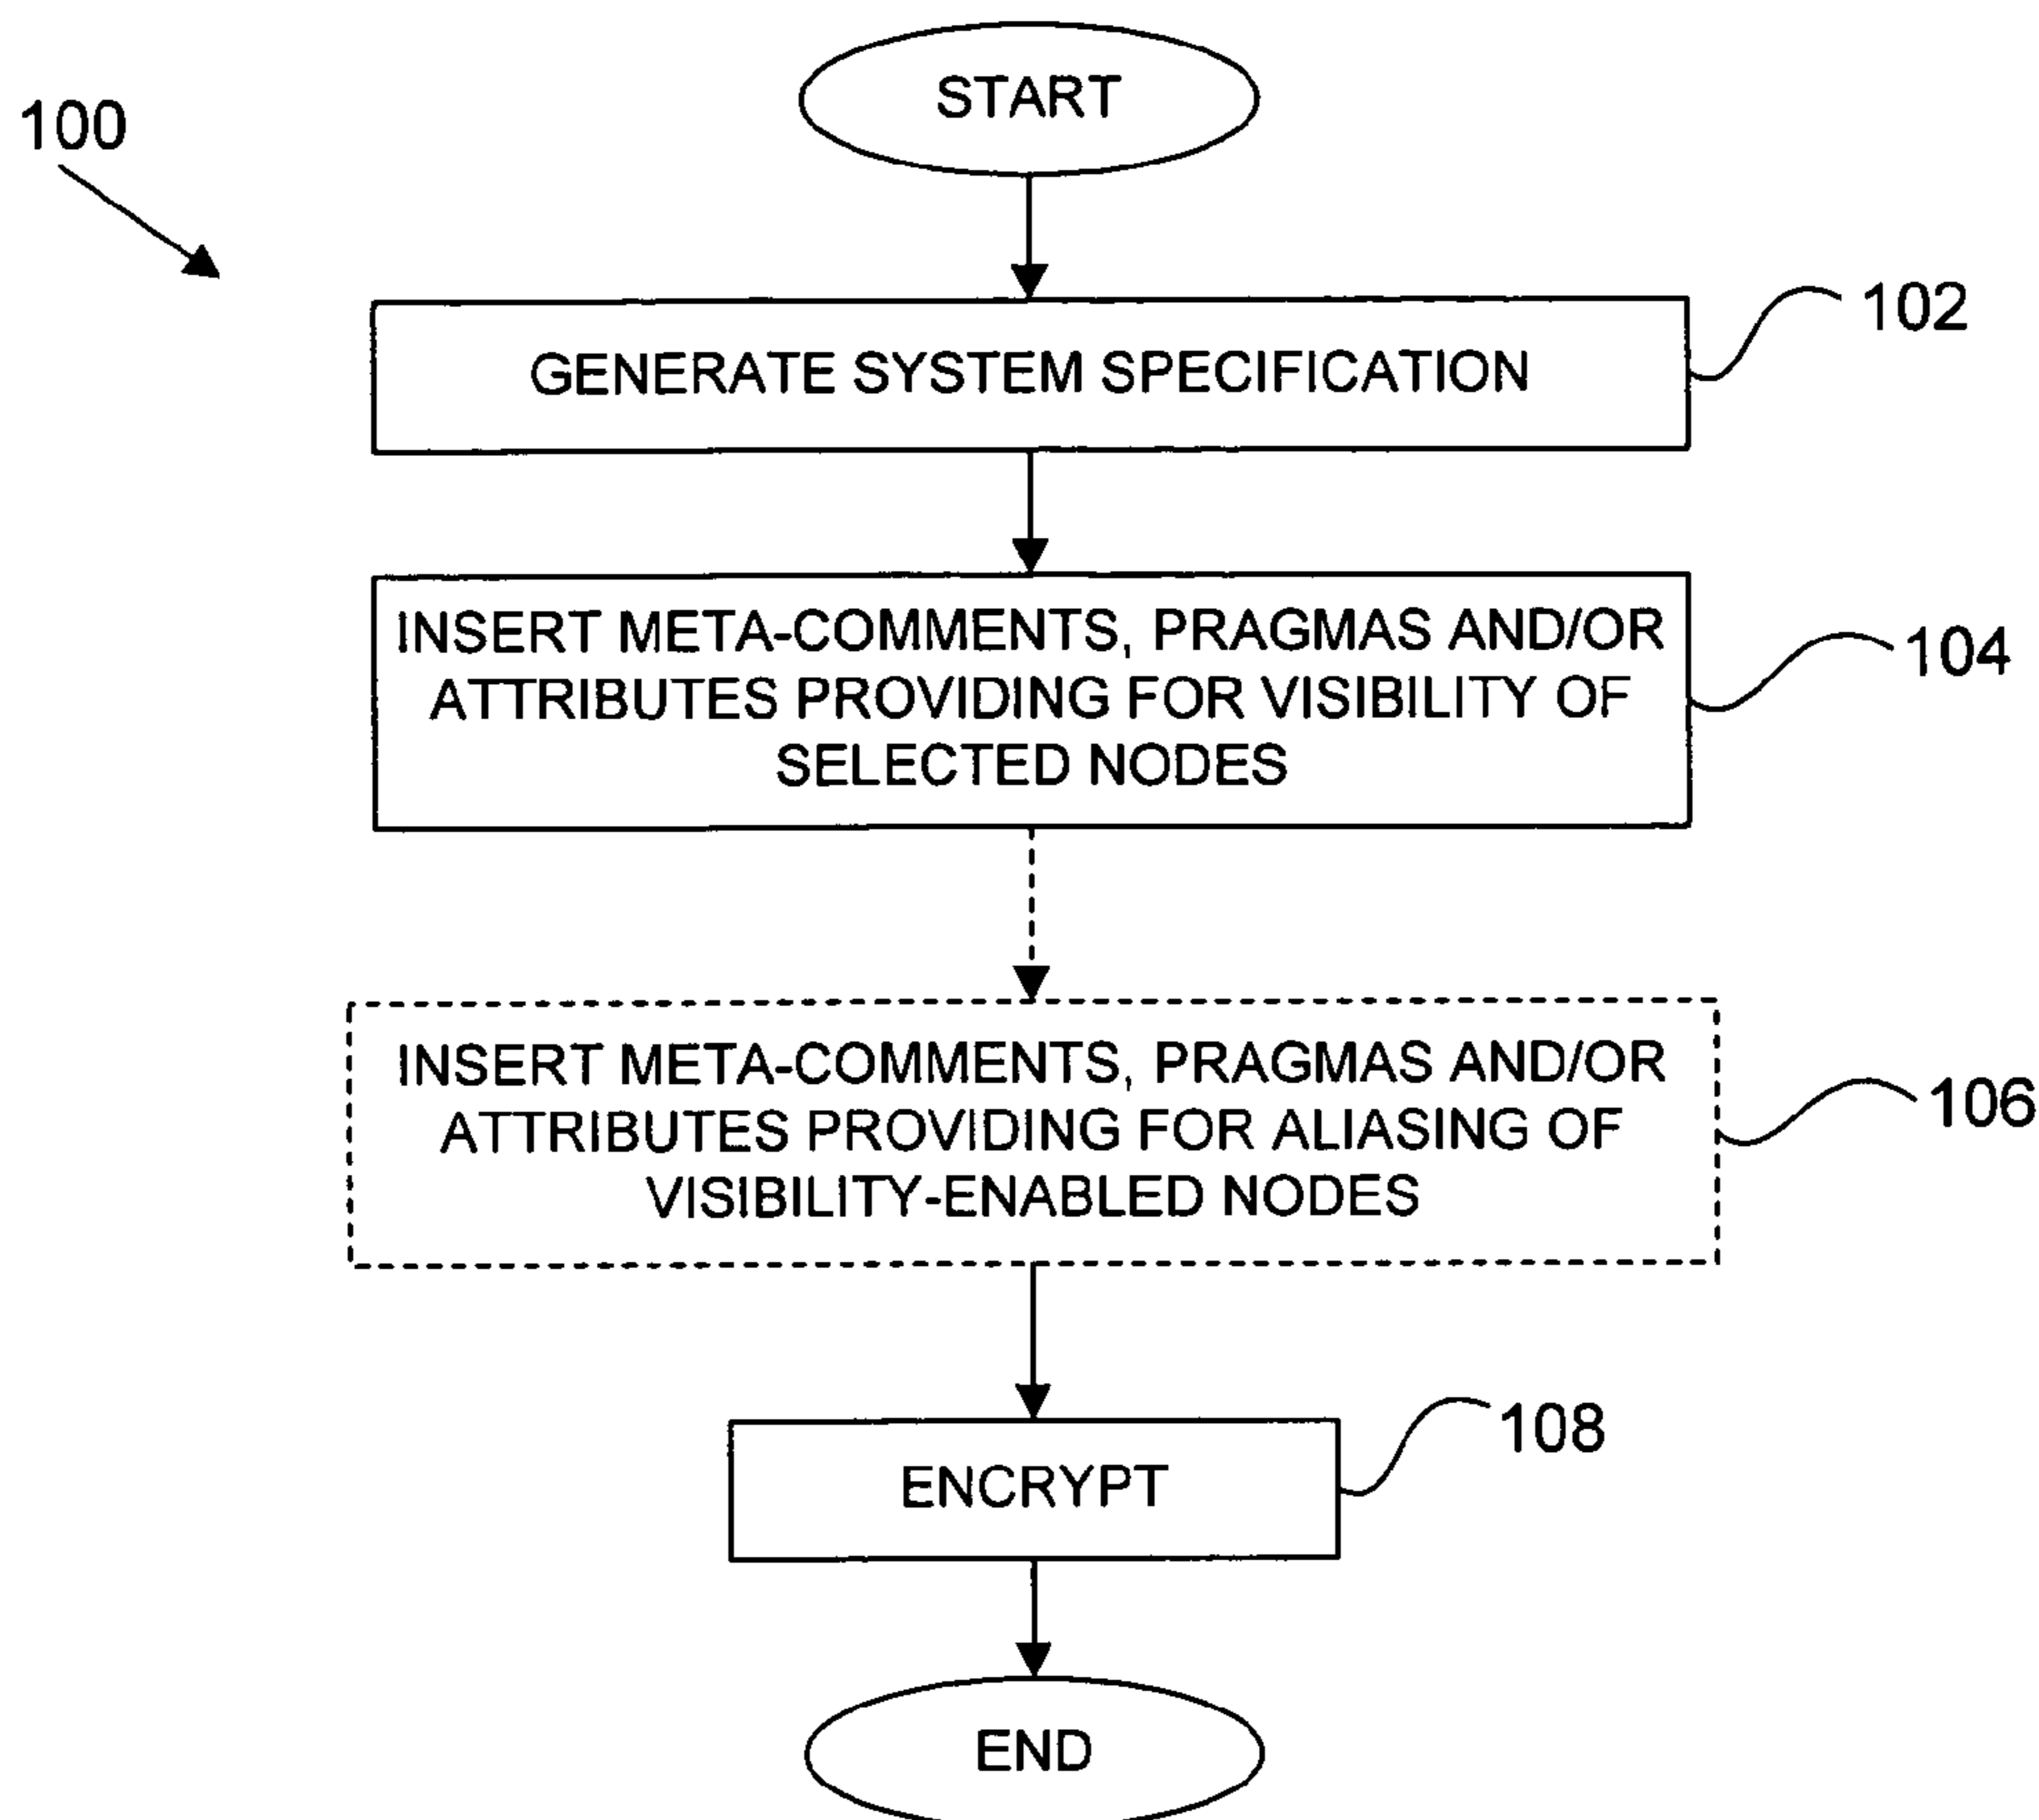 START
100
102
GENERATE SYSTEM SPECIFICATION
INSERT META-COMMENTS, PRAGMAS AND/OR
ATTRIBUTES PROVIDING FOR VISIBILITY OF
SELECTED NODES
104
INSERT META-COMMENTS, PRAGMAS AND/OR
ATTRIBUTES PROVIDING FOR ALIASING OF
VISIBILITY-ENABLED NODES
106
108
ENCRYPT
END